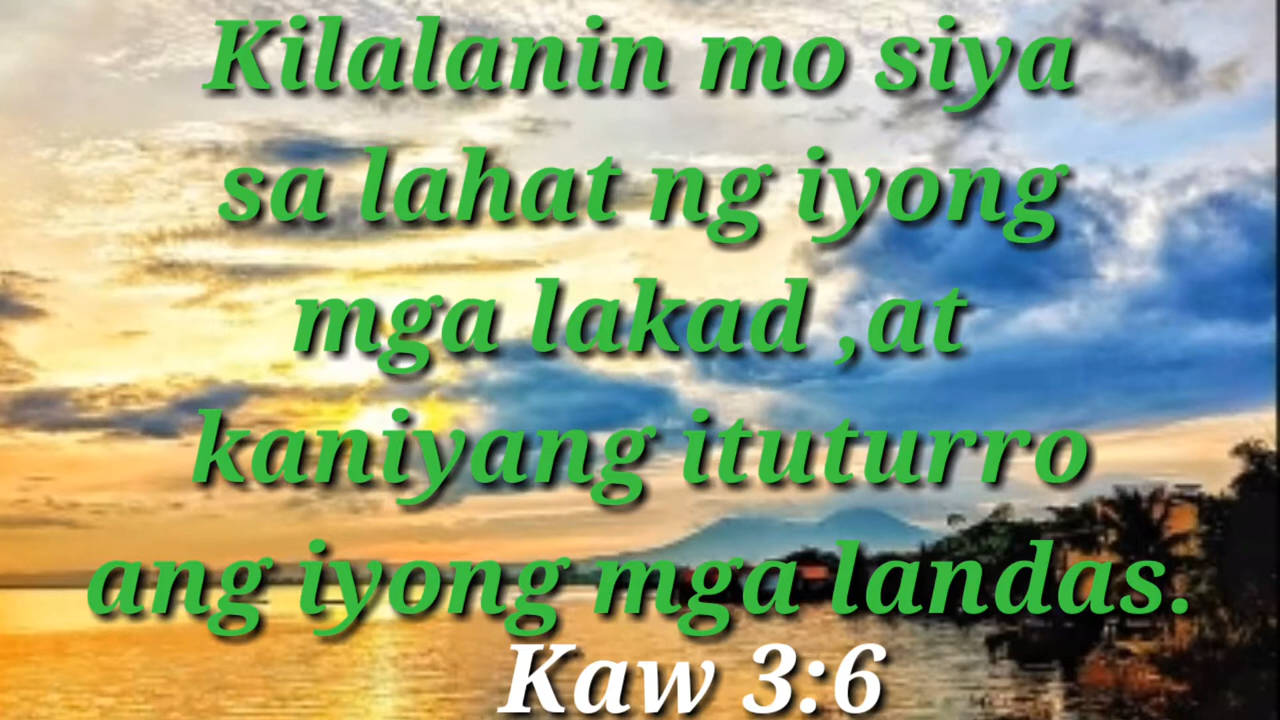 Kilalanin mo siya
sa lahat ng iyong
mga lakad ,at
kaniyang ituturro
ang iyong mga landas.
Kaw 3:6